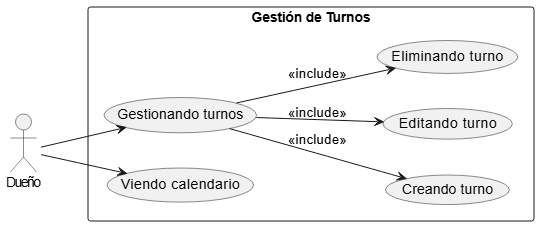 Gestión de Turnos
Eliminando turno
«include»
Gestionando turnos
«include»
Editando turno
«include»
Dueño
Viendo calendario
Creando turno